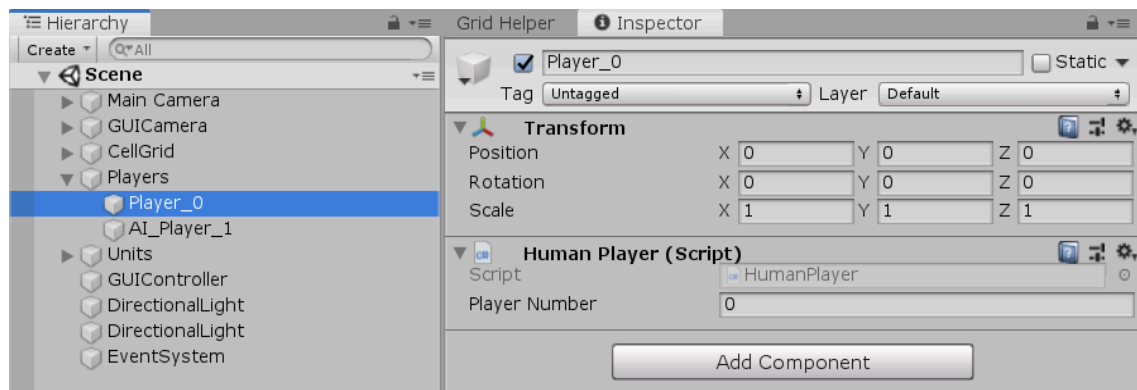 Hierarchy
Create
All
Scene
Main Camera
GUICamera
CellGrid
Players
Player_0
AI_Player_1
Units
GUIController
DirectionalLight
DirectionalLight
EventSystem
Grid Helper Inspector
Player_0 Static
Tag Untagged Layer Default
Transform
Position X 0 Y 0 Z 0
Rotation X 0 Y 0 Z 0
Scale X 1 Y 1 Z 1
Human Player (Script)
Script HumanPlayer
Player Number 0
Add Component